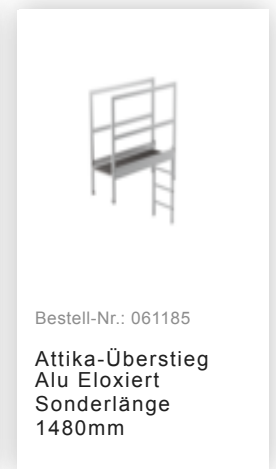 Bestell-Nr.: 061185
Attika-Überstieg
Alu Eloxiert
Sonderlänge
1480mm